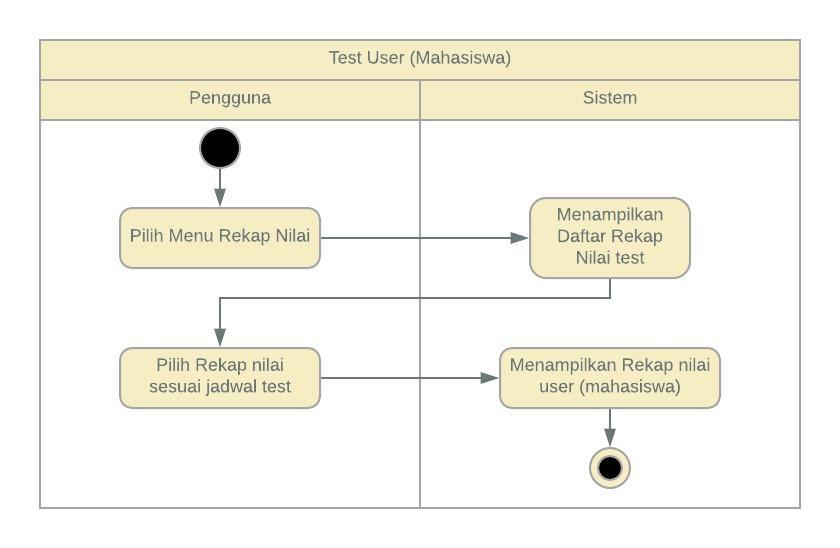 Test User (Mahasiswa)
Pengguna
Sistem
Pilih Menu Rekap Nilai
Menampilkan
Daftar Rekap
Nilai test
Pilih Rekap nilai
sesuai jadwal test
Menampilkan Rekap nilai
user (mahasiswa)